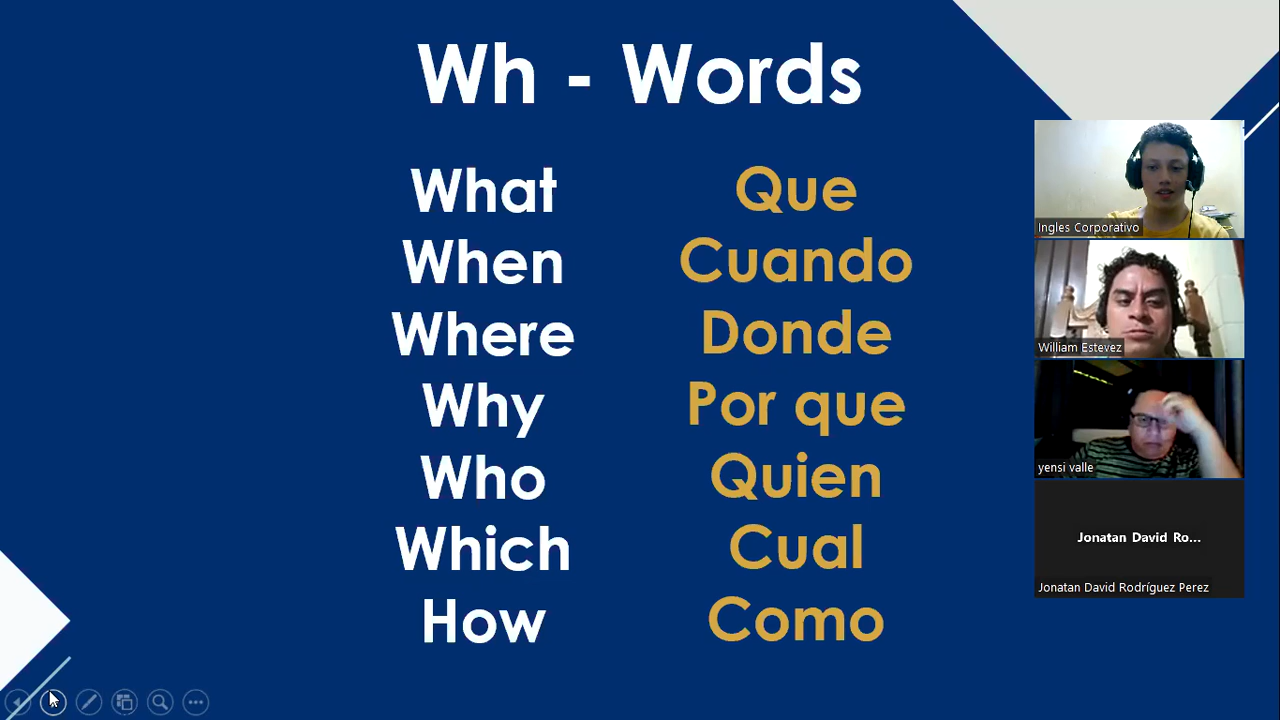 Wh - Words
What Que
When Cuando
Where Donde
Why Por que
Who Quien
Which Cual
How Como
Ingles Corporativo
William Estevez
yensi valle
Jonatan David Ro...
Jonatan David Rodríguez Perez